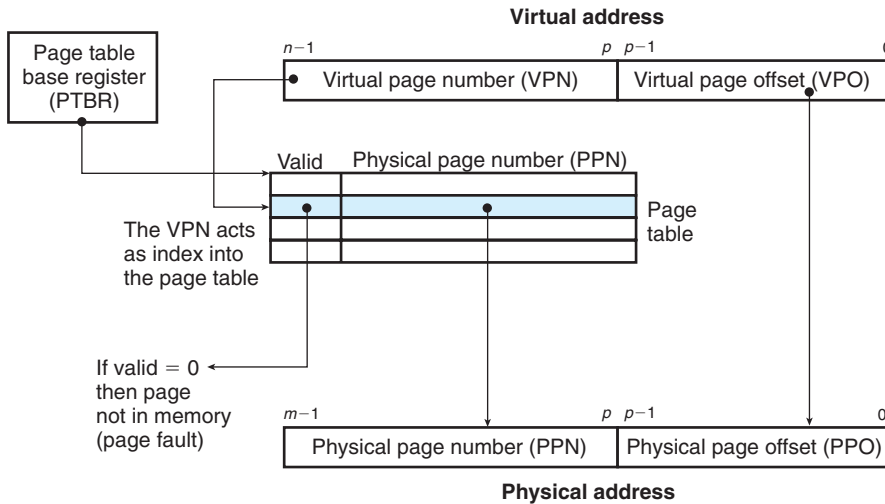 Virtual address
n−1 p p−1 0
Page table
base register
(PTBR)
Virtual page number (VPN) Virtual page offset (VPO)
Valid Physical page number (PPN)
Page
table
The VPN acts
as index into
the page table
If valid = 0
then page
not in memory
(page fault)
m−1 p p−1 0
Physical page number (PPN) Physical page offset (PPO)
Physical address